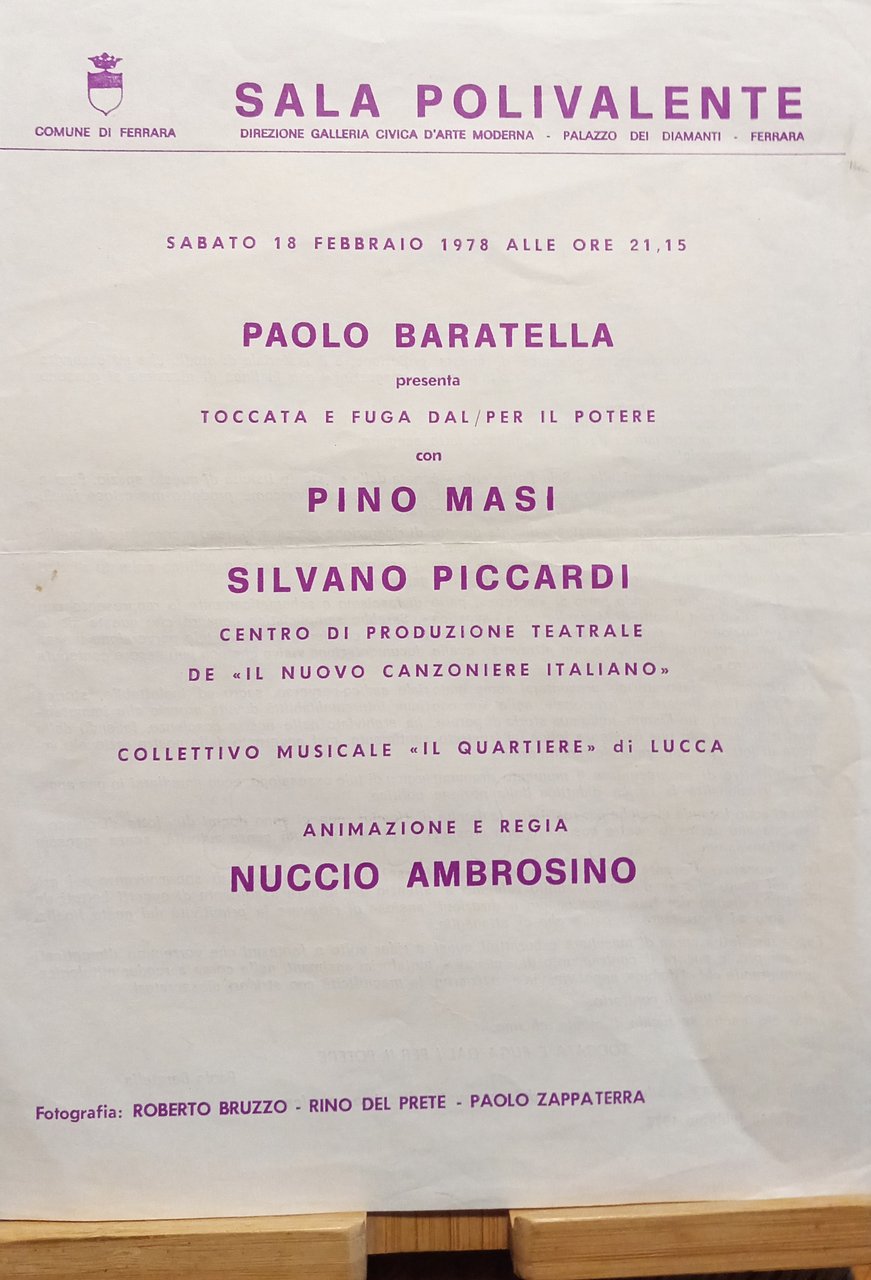 COMUNE DI FERRARA
SALA POLIVALENTE
DIREZIONE GALLERIA CIVICA D'ARTE MODERNA - PALAZZO DEI DIAMANTI - FERRARA
SABATO 18 FEBBRAIO 1978 ALLE ORE 21,15
PAOLO BARATELLA
presenta
TOCCATA E FUGA DAL/PER IL POTERE
con
PINO MASI
SILVANO PICCARDI
CENTRO DI PRODUZIONE TEATRALE
DE «IL NUOVO CANZONIERE ITALIANO»
COLLETTIVO MUSICALE «IL QUARTIERE» di LUCCA
ANIMAZIONE E REGIA
NUCCIO AMBROSINO
Fotografia: ROBERTO BRUZZO - RINO DEL PRETE - PAOLO ZAPPATERRA